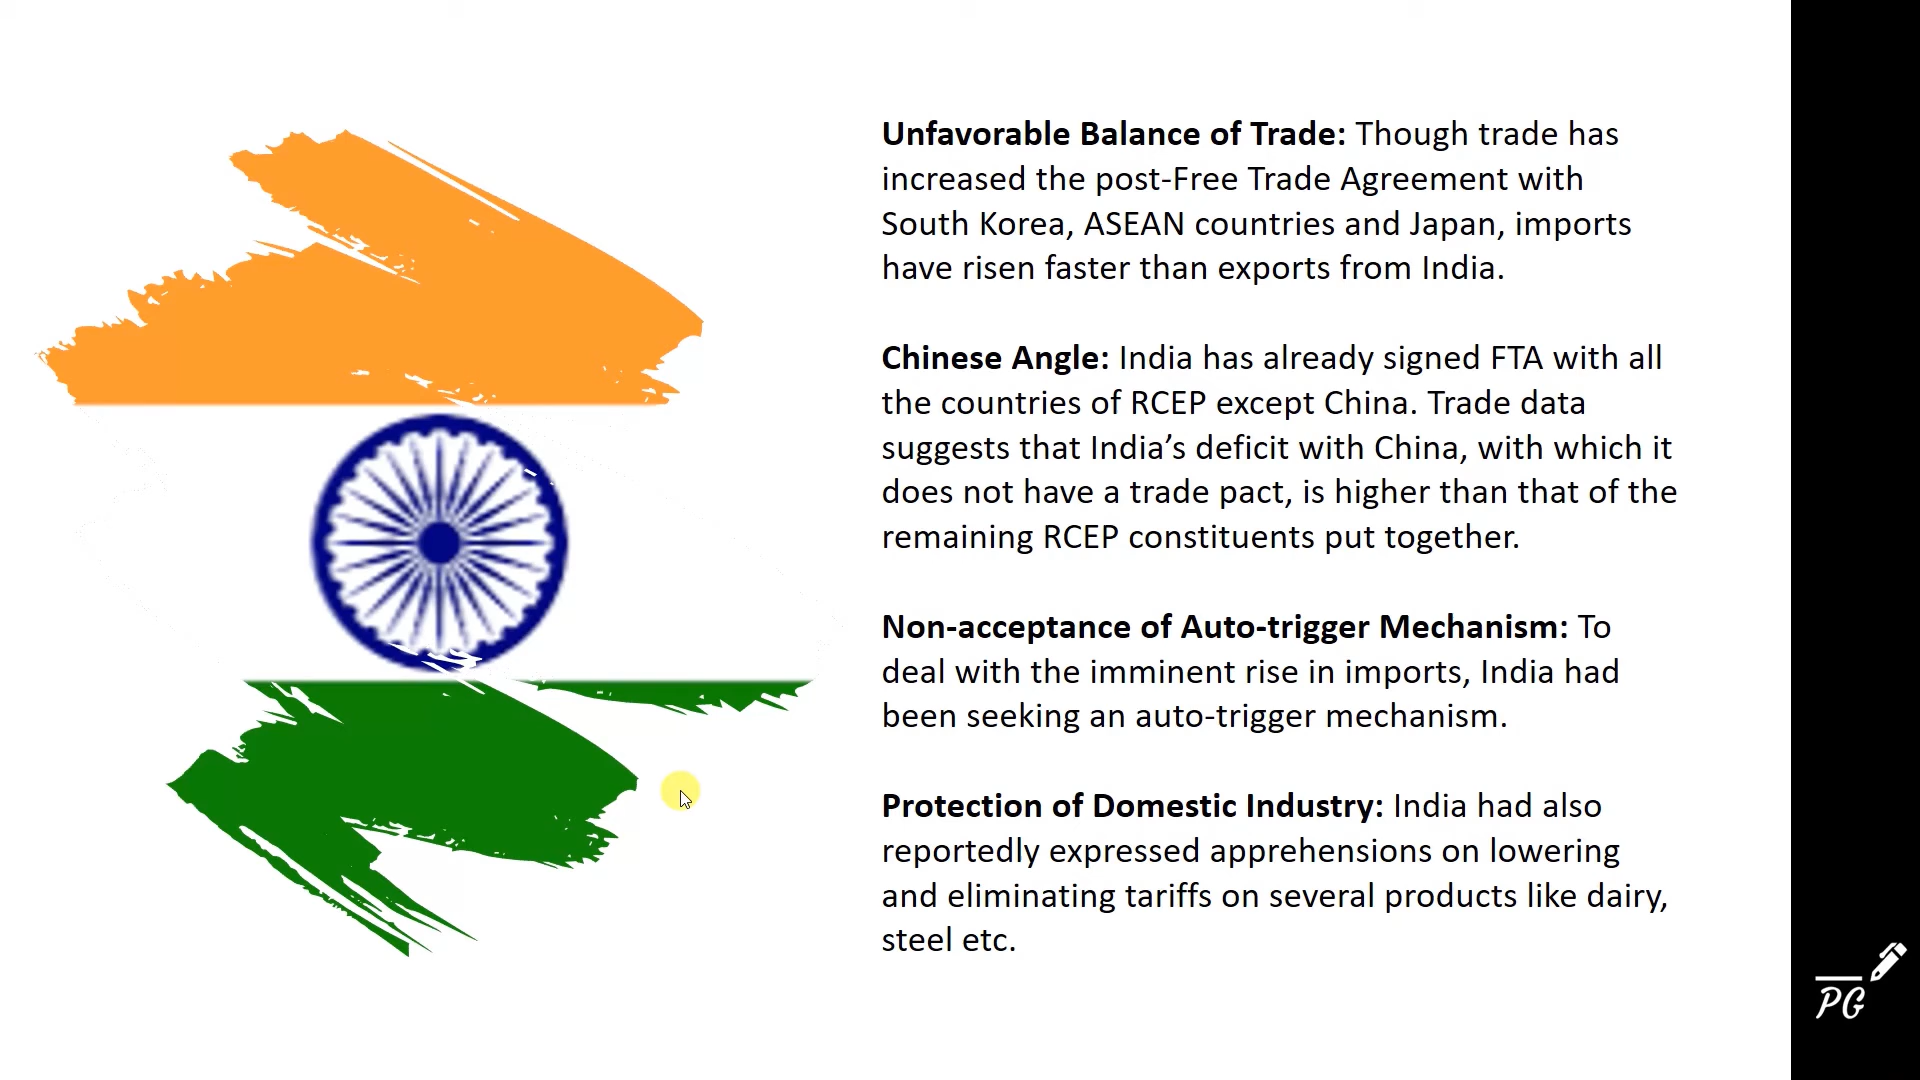 Unfavorable Balance of Trade: Though trade has
increased the post-Free Trade Agreement with
South Korea, ASEAN countries and Japan, imports
have risen faster than exports from India.
Chinese Angle: India has already signed FTA with all
the countries of RCEP except China. Trade data
suggests that India’s deficit with China, with which it
does not have a trade pact, is higher than that of the
remaining RCEP constituents put together.
Non-acceptance of Auto-trigger Mechanism: To
deal with the imminent rise in imports, India had
been seeking an auto-trigger mechanism.
Protection of Domestic Industry: India had also
reportedly expressed apprehensions on lowering
and eliminating tariffs on several products like dairy,
steel etc.
PG